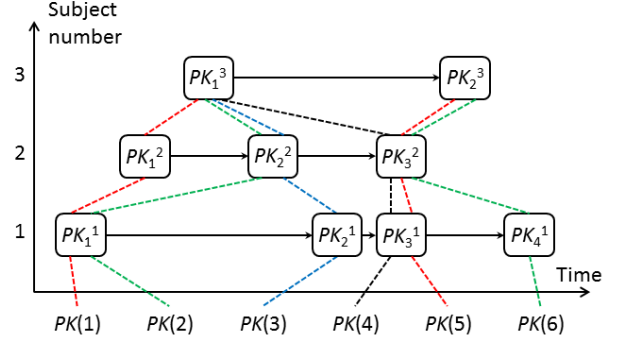 Subject
number
3 PK₁³ PK₂³
2 PK₁² PK₂² PK₃²
1 PK₁¹ PK₂¹ PK₃¹ PK₄¹
Time
PK(1) PK(2) PK(3) PK(4) PK(5) PK(6)